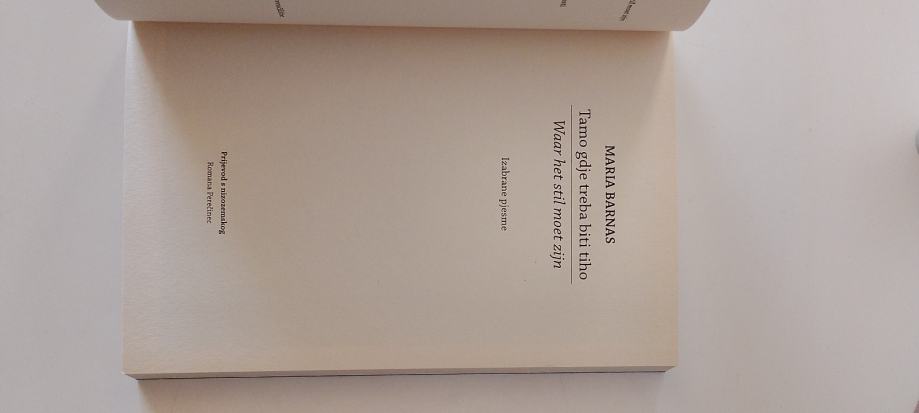 MARIA BARNAS
Tamo gdje treba biti tiho
Waar het stil moet zijn
Izabrane pjesme
Prijevod s nizozemskog
Romana Perečinec